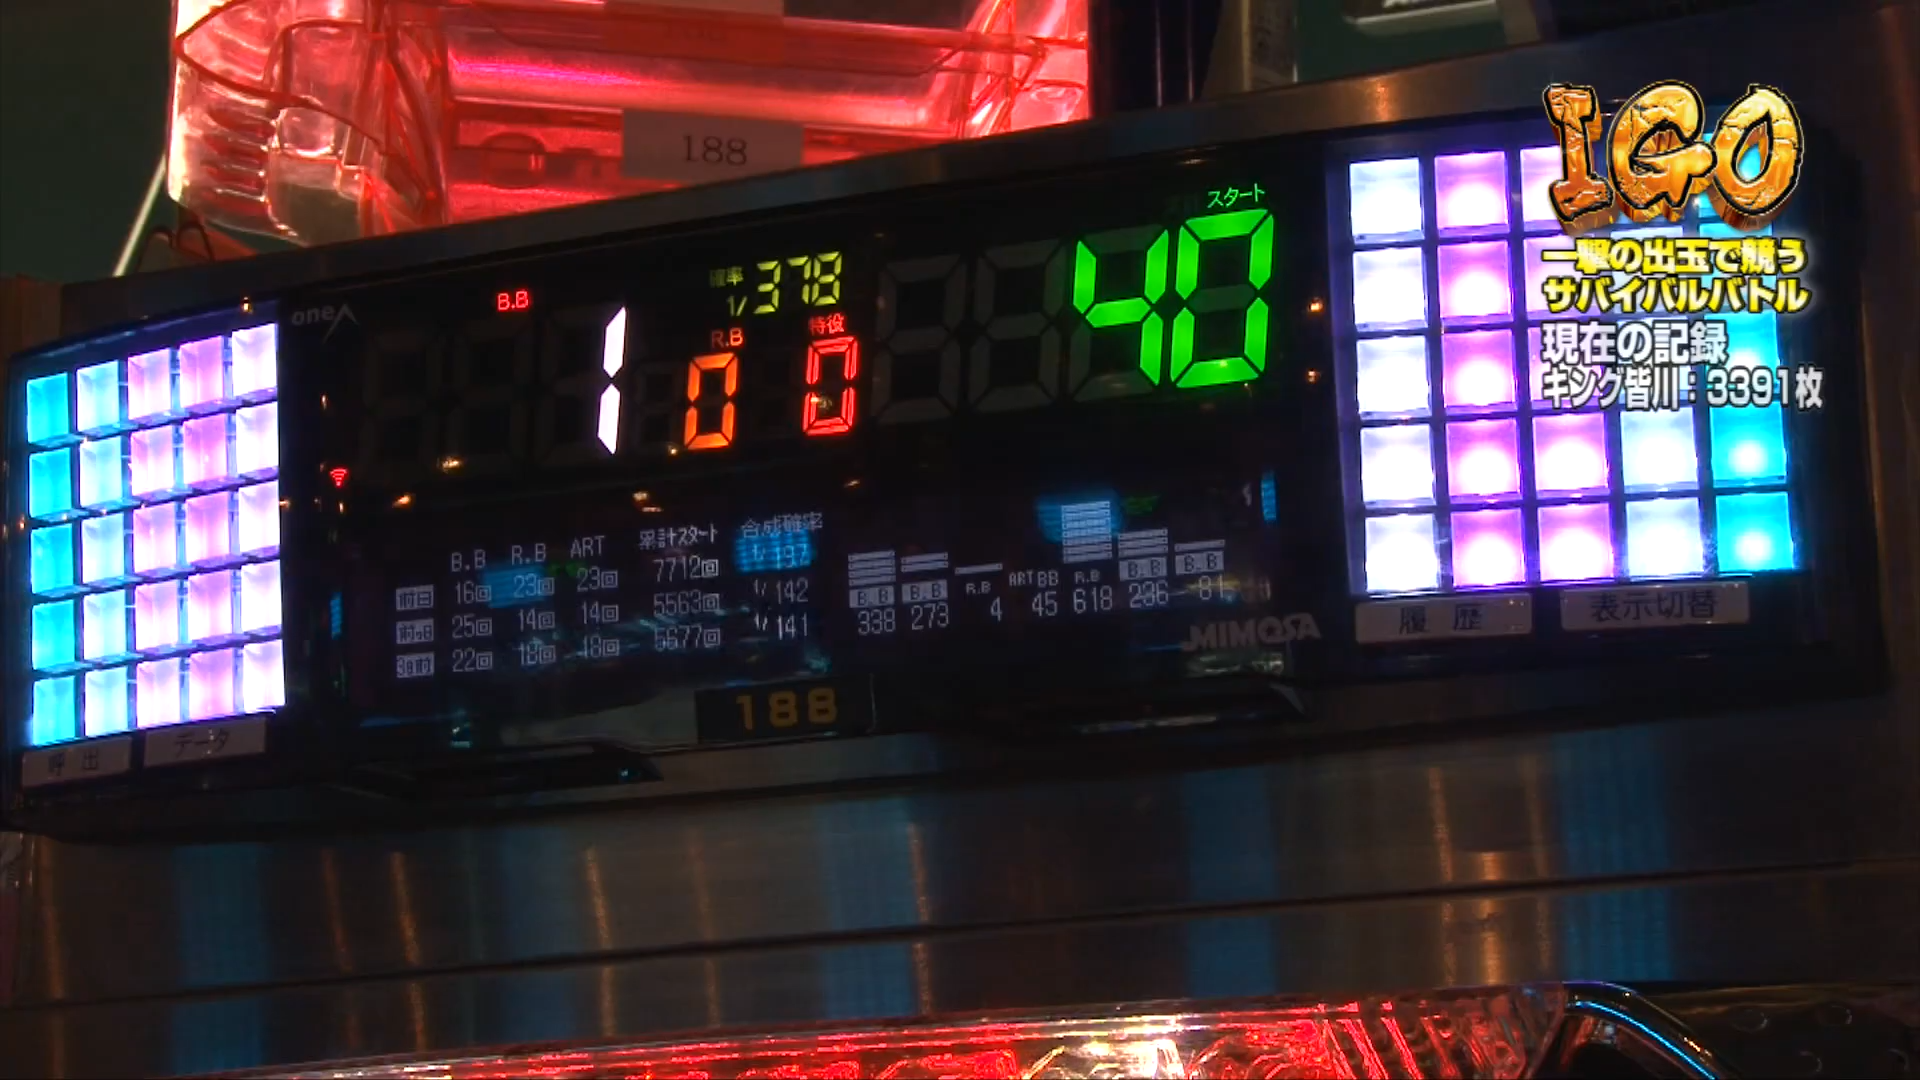 188
IGO
一撃の出玉で競う
サバイバルバトル
現在の記録
キング皆川：3391枚
oneA
B.B
1
確率
1/378
R.B
0
特役
0
スタート
40
B.B R.B ART 累計スタート 合成確率
前日 16回 23回 23回 7712回 1/197
25回 14回 14回 5563回 1/142
3日前 22回 18回 18回 5677回 1/141
B.B B.B R.B ART BB R.B B.B B.B
338 273 4 45 618 236 81
MIMOSA
188
呼出
データ
履歴
表示切替